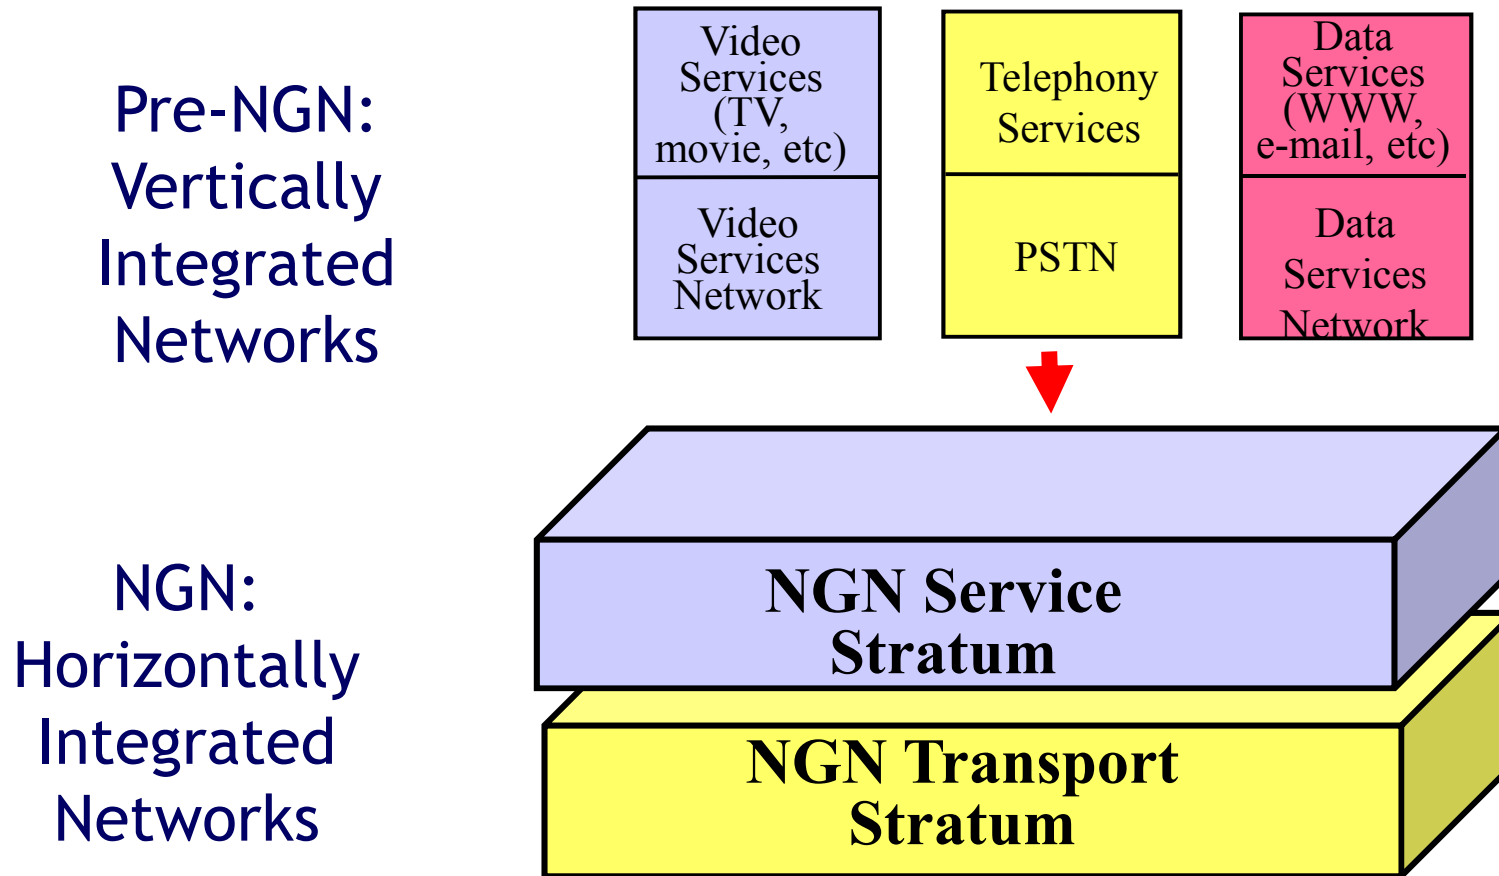 Pre-NGN:
Vertically
Integrated
Networks
Video
Services
(TV,
movie, etc)
Video
Services
Network
Telephony
Services
PSTN
Data
Services
(WWW,
e-mail, etc)
Data
Services
Network
NGN:
Horizontally
Integrated
Networks
NGN Service
Stratum
NGN Transport
Stratum